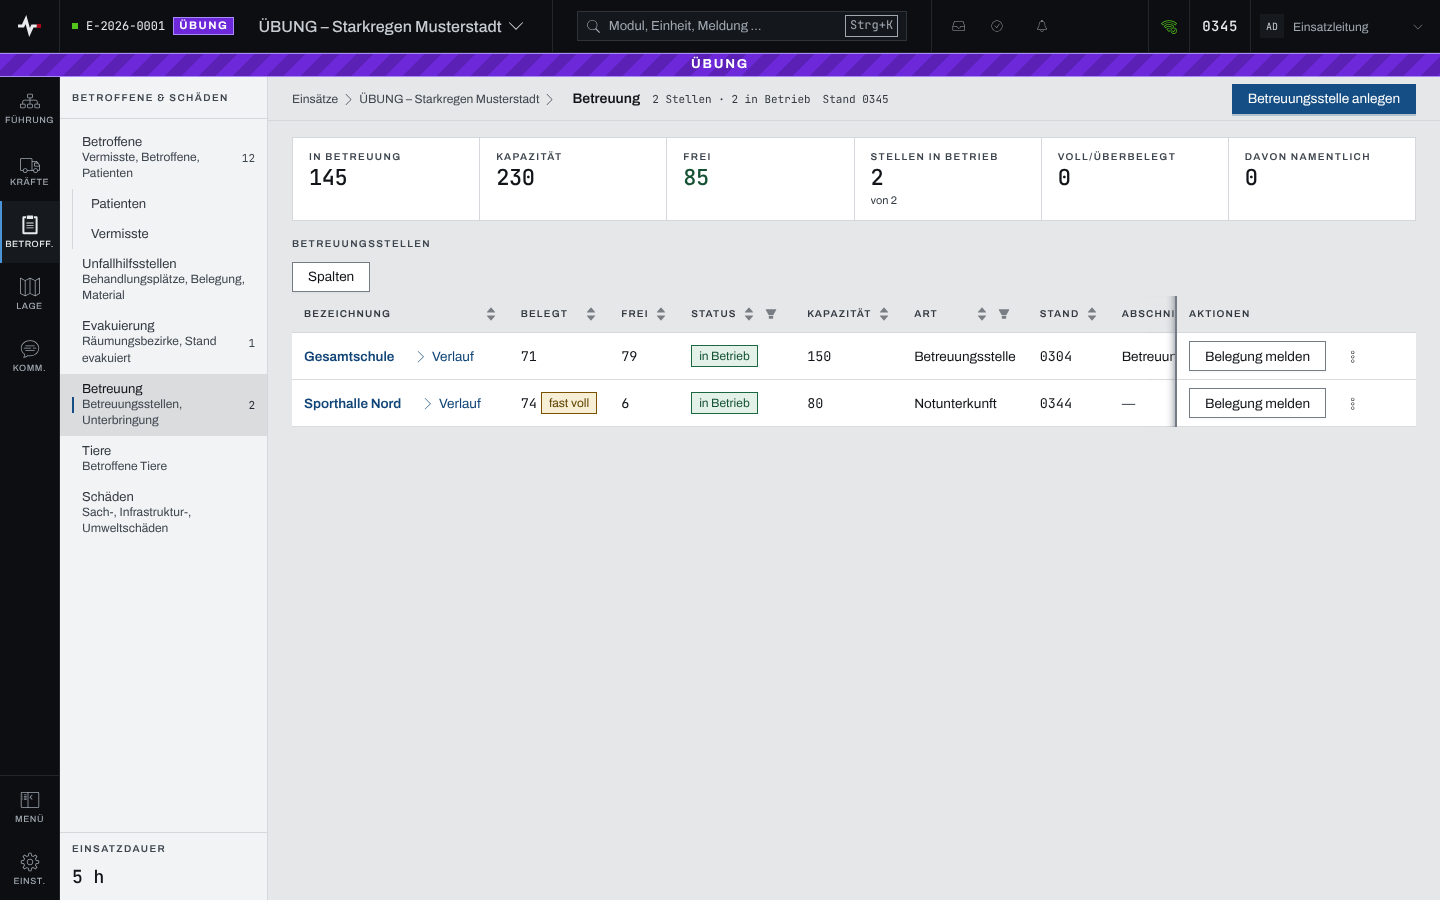 E-2026-0001 ÜBUNG ÜBUNG – Starkregen Musterstadt Modul, Einheit, Meldung ... Strg+K 0345 AD Einsatzleitung
ÜBUNG
FÜHRUNG
KRÄFTE
BETROFF.
LAGE
KOMM.
MENÜ
EINST.
BETROFFENE & SCHÄDEN
Betroffene
Vermisste, Betroffene, 12
Patienten
Patienten
Vermisste
Unfallhilfsstellen
Behandlungsplätze, Belegung,
Material
Evakuierung
Räumungsbezirke, Stand 1
evakuiert
Betreuung
Betreuungsstellen, 2
Unterbringung
Tiere
Betroffene Tiere
Schäden
Sach-, Infrastruktur-,
Umweltschäden
EINSATZDAUER
5 h
Einsätze ÜBUNG – Starkregen Musterstadt Betreuung 2 Stellen · 2 in Betrieb Stand 0345 Betreuungsstelle anlegen
IN BETREUUNG KAPAZITÄT FREI STELLEN IN BETRIEB VOLL/ÜBERBELEGT DAVON NAMENTLICH
145 230 85 2 0 0
von 2
BETREUUNGSSTELLEN
Spalten
BEZEICHNUNG BELEGT FREI STATUS KAPAZITÄT ART STAND ABSCHNI AKTIONEN
Gesamtschule Verlauf 71 79 in Betrieb 150 Betreuungsstelle 0304 Betreuun Belegung melden
Sporthalle Nord Verlauf 74 fast voll 6 in Betrieb 80 Notunterkunft 0344 — Belegung melden